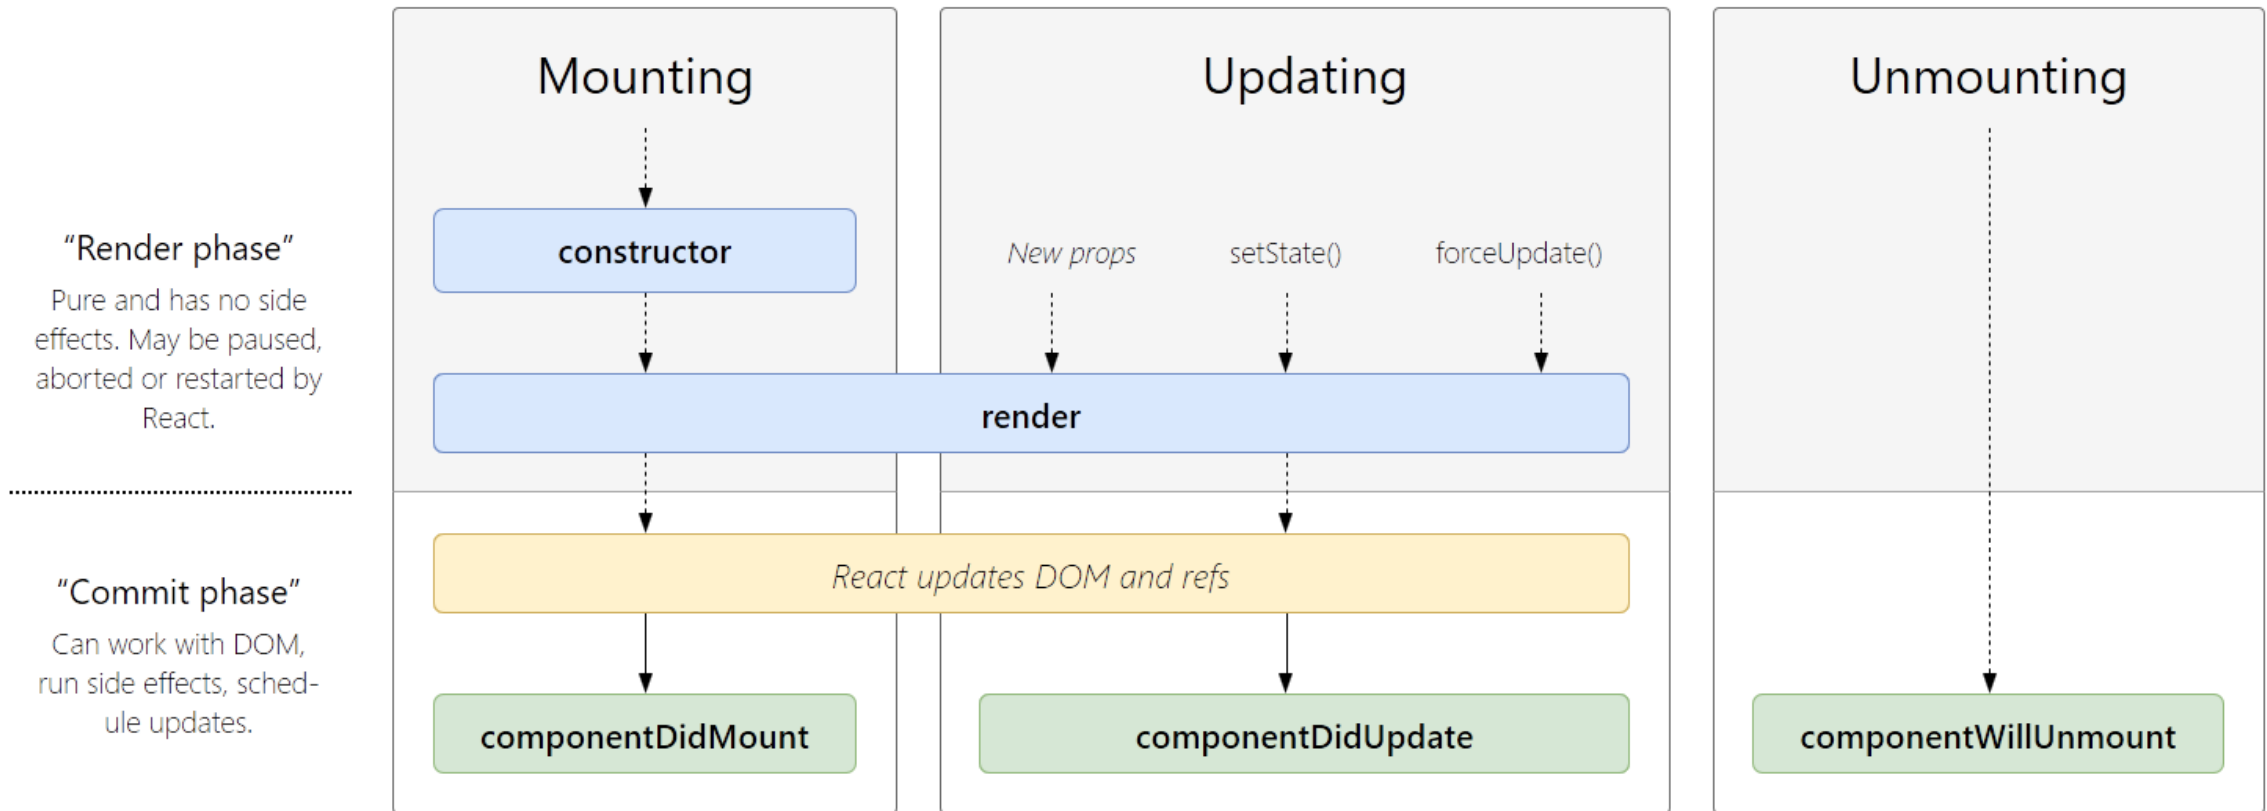 Mounting
Updating
Unmounting
“Render phase”
Pure and has no side
effects. May be paused,
aborted or restarted by
React.
constructor
New props
setState()
forceUpdate()
render
“Commit phase”
Can work with DOM,
run side effects, sched-
ule updates.
React updates DOM and refs
componentDidMount
componentDidUpdate
componentWillUnmount